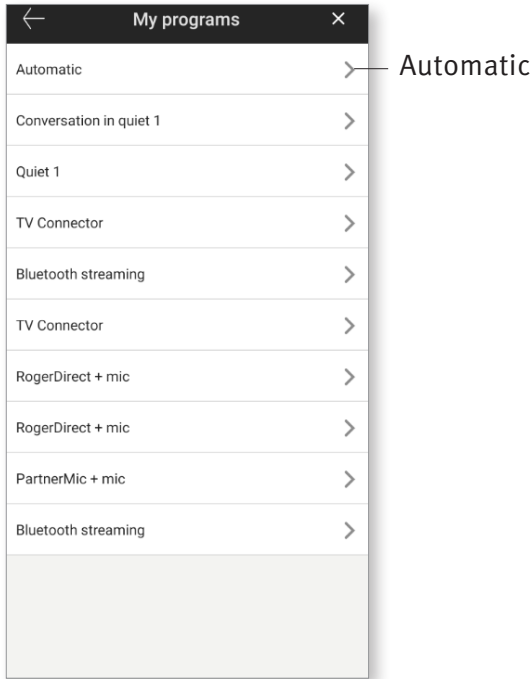 My programs
Automatic
Automatic
Conversation in quiet 1
Quiet 1
TV Connector
Bluetooth streaming
TV Connector
RogerDirect + mic
RogerDirect + mic
PartnerMic + mic
Bluetooth streaming